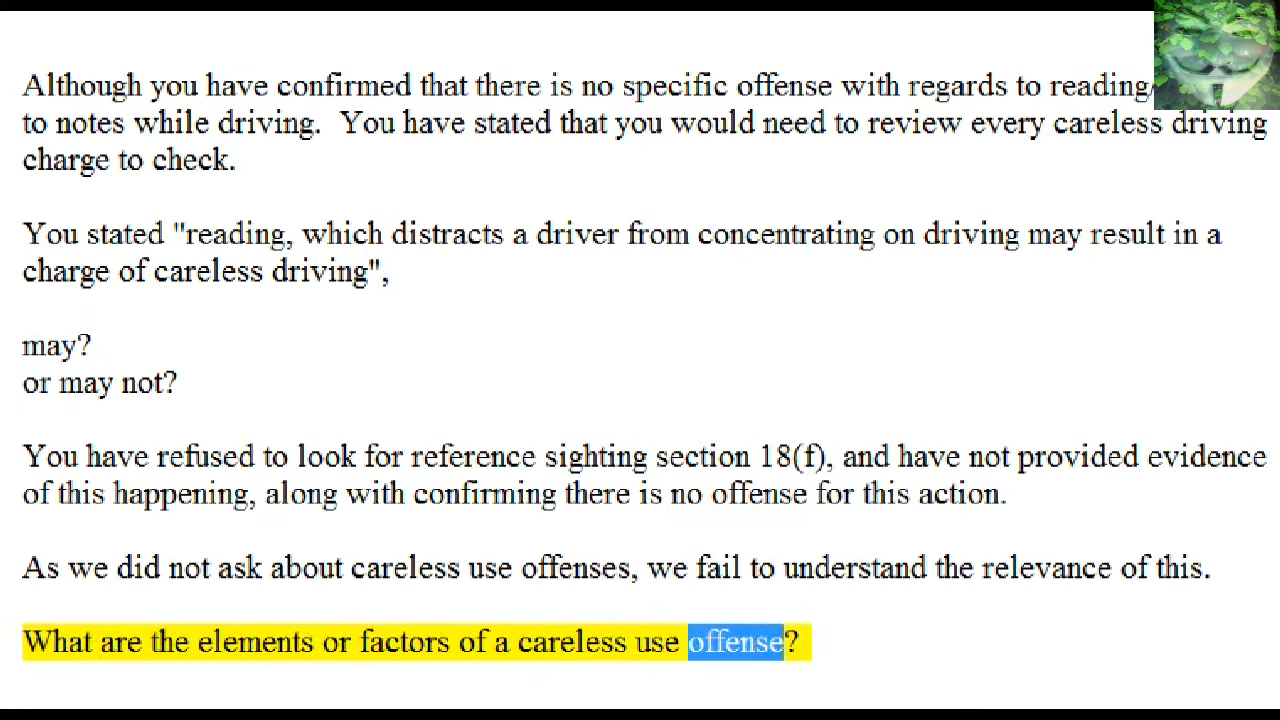 Although you have confirmed that there is no specific offense with regards to reading/
to notes while driving.  You have stated that you would need to review every careless driving
charge to check.
You stated "reading, which distracts a driver from concentrating on driving may result in a
charge of careless driving",
may?
or may not?
You have refused to look for reference sighting section 18(f), and have not provided evidence
of this happening, along with confirming there is no offense for this action.
As we did not ask about careless use offenses, we fail to understand the relevance of this.
What are the elements or factors of a careless use offense?